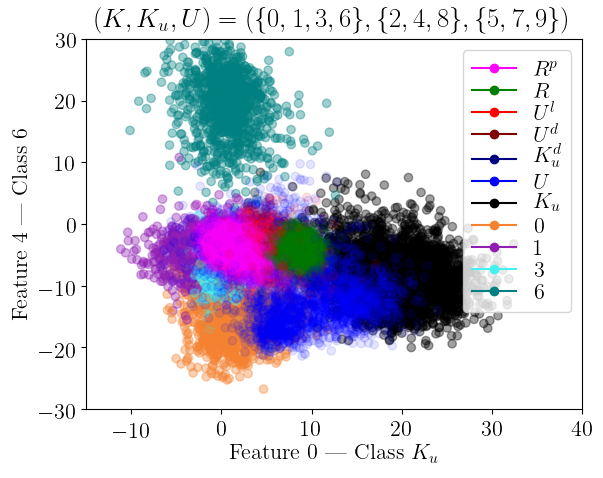 (K, K_u, U) = ({0, 1, 3, 6}, {2, 4, 8}, {5, 7, 9})
30
20
10
0
−10
−20
−30
Feature 4 — Class 6
R^p
R
U^l
U^d
K_u^d
U
K_u
0
1
3
6
−10 0 10 20 30 40
Feature 0 — Class K_u